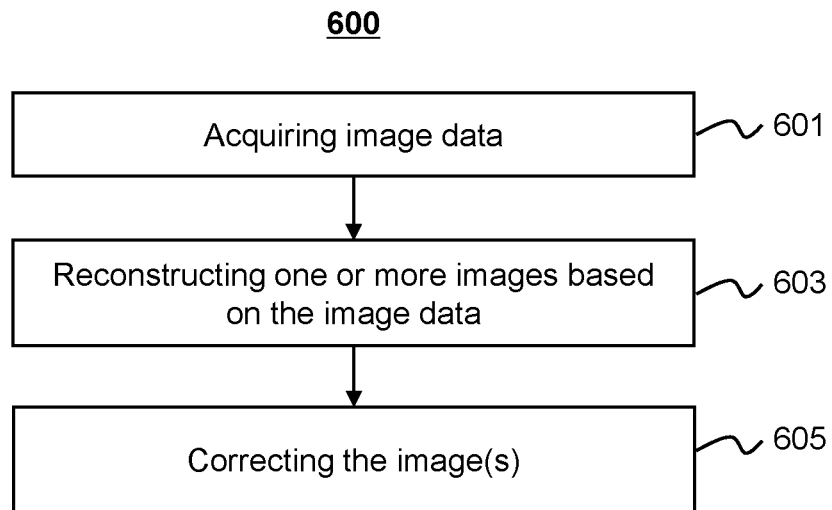 600
Acquiring image data
601
Reconstructing one or more images based
on the image data
603
Correcting the image(s)
605